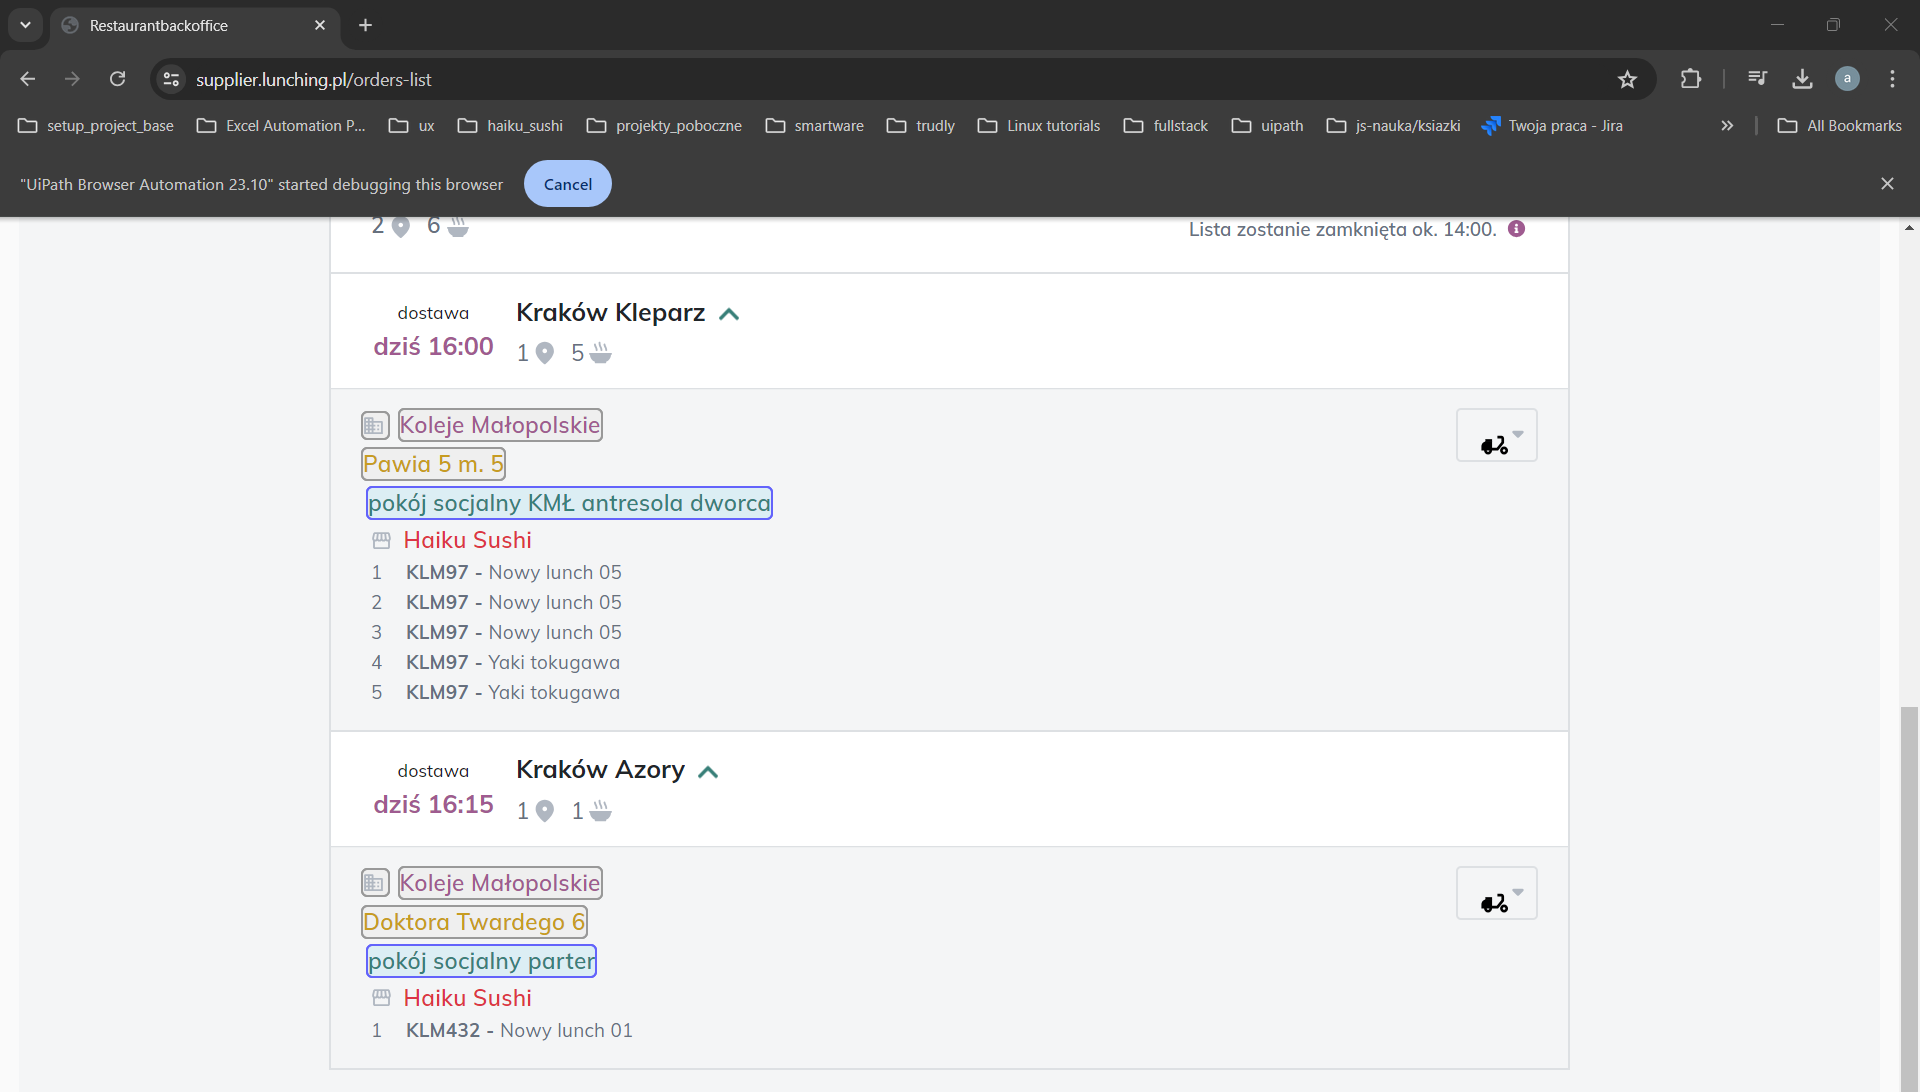 Restaurantbackoffice
supplier.lunching.pl/orders-list
a
setup_project_base Excel Automation P... ux haiku_sushi projekty_poboczne smartware trudly Linux tutorials fullstack uipath js-nauka/ksiazki Twoja praca - Jira » All Bookmarks
"UiPath Browser Automation 23.10" started debugging this browser Cancel
2 6 Lista zostanie zamknięta ok. 14:00.
dostawa Kraków Kleparz
dziś 16:00 1 5
Koleje Małopolskie
Pawia 5 m. 5
pokój socjalny KMŁ antresola dworca
Haiku Sushi
1 KLM97 - Nowy lunch 05
2 KLM97 - Nowy lunch 05
3 KLM97 - Nowy lunch 05
4 KLM97 - Yaki tokugawa
5 KLM97 - Yaki tokugawa
dostawa Kraków Azory
dziś 16:15 1 1
Koleje Małopolskie
Doktora Twardego 6
pokój socjalny parter
Haiku Sushi
1 KLM432 - Nowy lunch 01